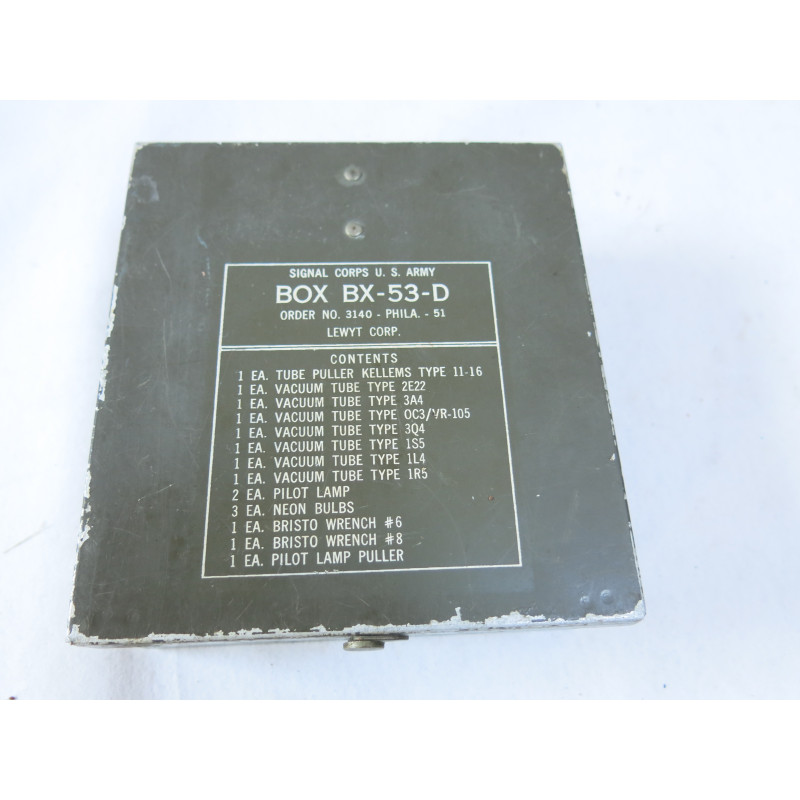 SIGNAL CORPS U. S. ARMY
BOX BX-53-D
ORDER NO. 3140 - PHILA. - 51
LEWYT CORP.
CONTENTS
1 EA. TUBE PULLER KELLEMS TYPE 11-16
1 EA. VACUUM TUBE TYPE 2E22
1 EA. VACUUM TUBE TYPE 3A4
1 EA. VACUUM TUBE TYPE OC3/VR-105
1 EA. VACUUM TUBE TYPE 3Q4
1 EA. VACUUM TUBE TYPE 1S5
1 EA. VACUUM TUBE TYPE 1L4
1 EA. VACUUM TUBE TYPE 1R5
2 EA. PILOT LAMP
3 EA. NEON BULBS
1 EA. BRISTO WRENCH #6
1 EA. BRISTO WRENCH #8
1 EA. PILOT LAMP PULLER